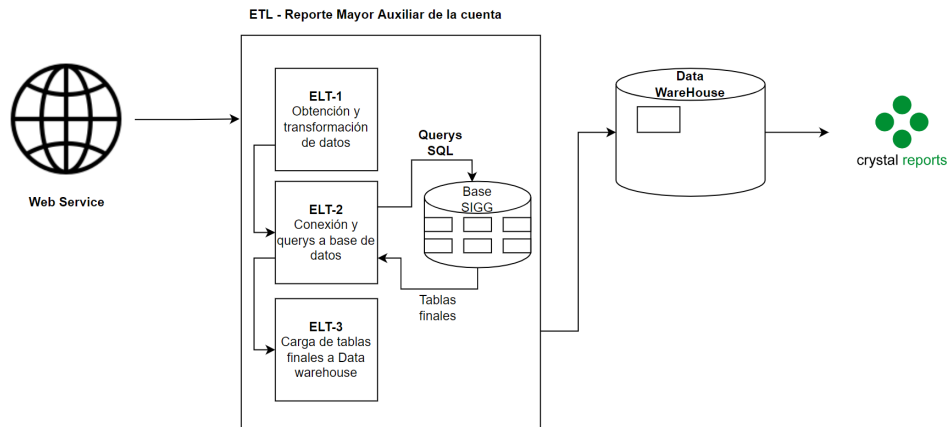 ETL - Reporte Mayor Auxiliar de la cuenta
Web Service
ELT-1
Obtención y
transformación
de datos
ELT-2
Conexión y
querys a base de
datos
ELT-3
Carga de tablas
finales a Data
warehouse
Querys
SQL
Base
SIGG
Tablas
finales
Data
WareHouse
crystal reports